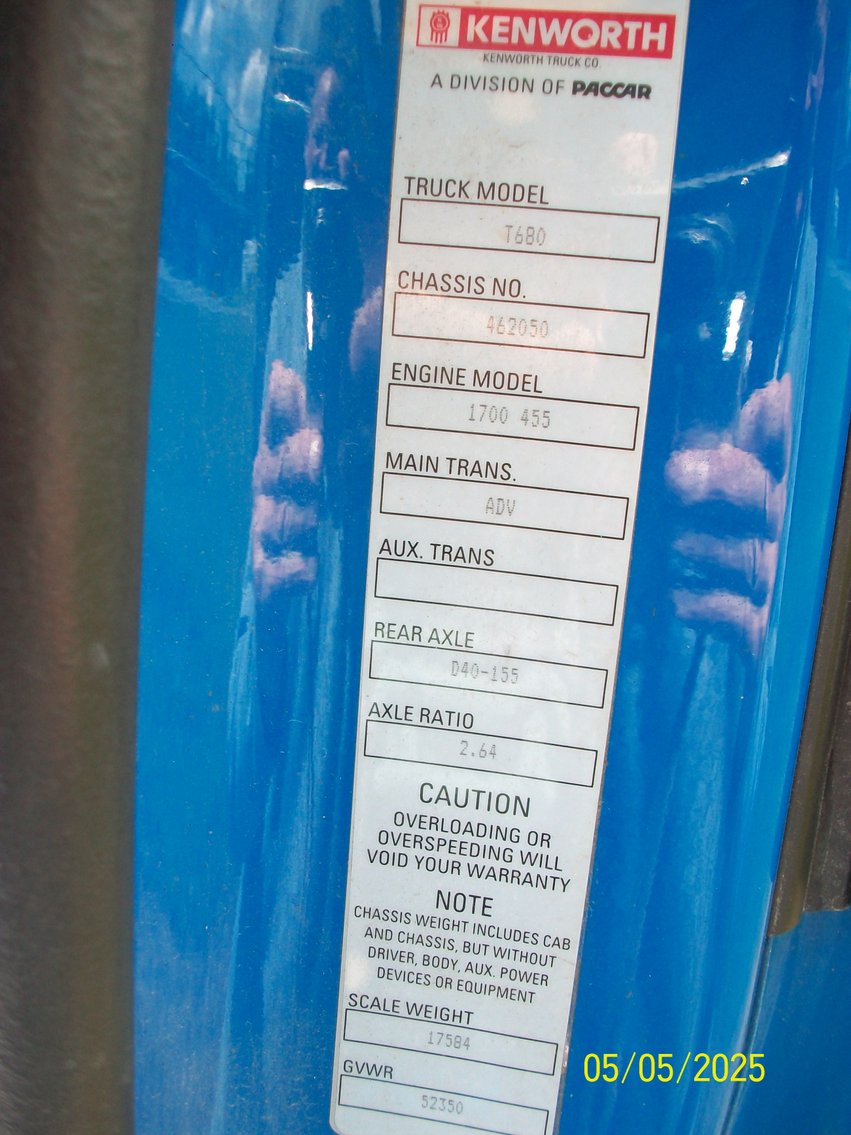 KENWORTH
KENWORTH TRUCK CO
A DIVISION OF PACCAR
TRUCK MODEL
T680
CHASSIS NO.
462050
ENGINE MODEL
1700 455
MAIN TRANS.
ADV
AUX. TRANS
REAR AXLE
D40-155
AXLE RATIO
2.64
CAUTION
OVERLOADING OR
OVERSPEEDING WILL
VOID YOUR WARRANTY
NOTE
CHASSIS WEIGHT INCLUDES CAB
AND CHASSIS, BUT WITHOUT
DRIVER, BODY, AUX. POWER
DEVICES OR EQUIPMENT
SCALE WEIGHT
17584
GVWR
52350
05/05/2025